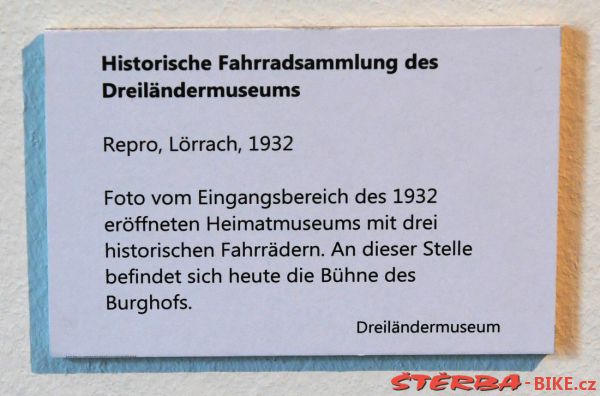 Historische Fahrradsammlung des
Dreiländermuseums
Repro, Lörrach, 1932
Foto vom Eingangsbereich des 1932
eröffneten Heimatmuseums mit drei
historischen Fahrrädern. An dieser Stelle
befindet sich heute die Bühne des
Burghofs.
Dreiländermuseum
ŠTĚRBA-BIKE.cz